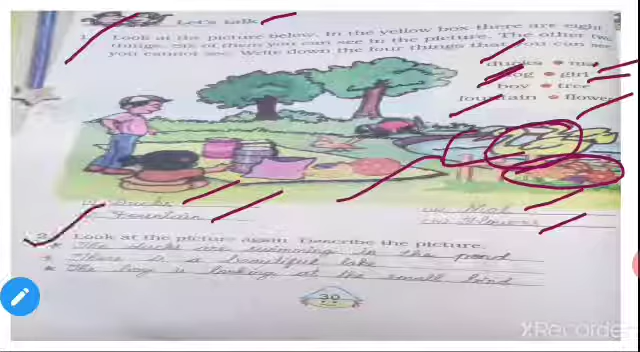 Let's talk
1. Look at the picture below. In the yellow box there are eight
things. Six of them you can see in the picture. The other two
you cannot see. Write down the four things that you can see
ducks • mat
dog • girl
boy • tree
fountain • flowers
Ducks
Fountain
Mat
Flowers
2. Look at the picture again. Describe the picture.
* The ducks are swimming in the pond
* There is a beautiful lake
* The boy is looking at the small
30
XRecorder